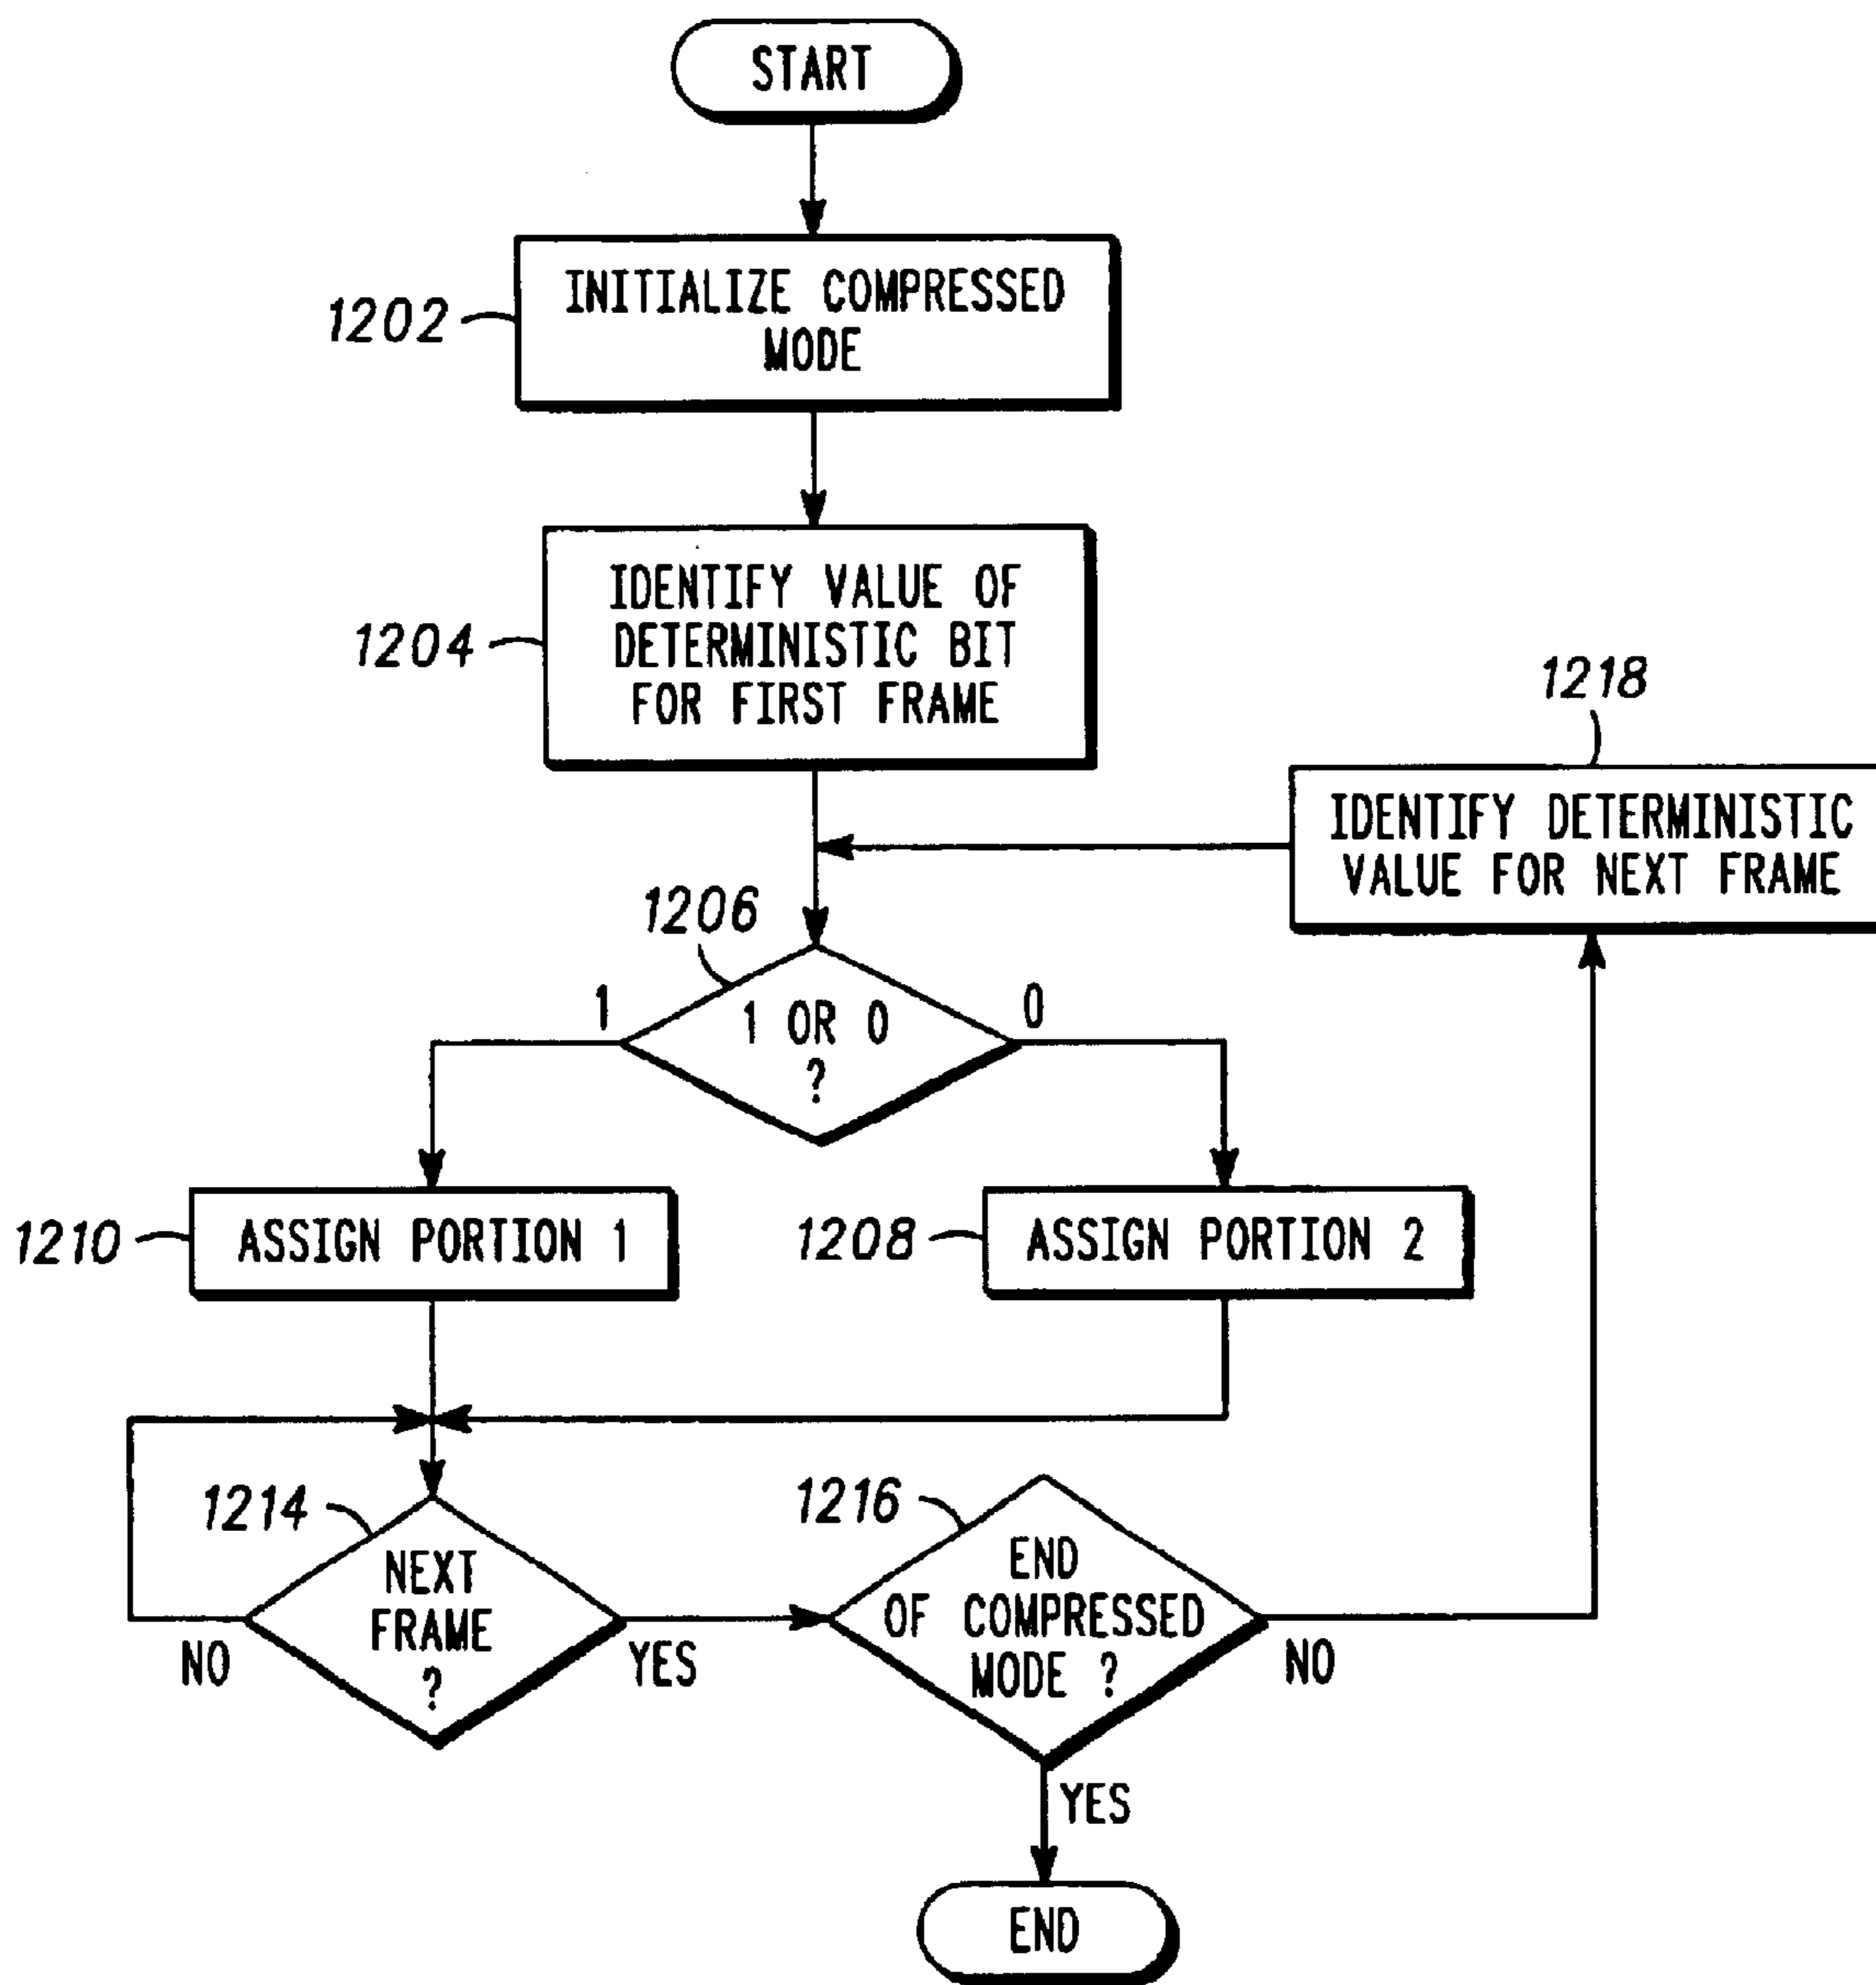 START
1202
INITIALIZE COMPRESSED
MODE
1204
IDENTIFY VALUE OF
DETERMINISTIC BIT
FOR FIRST FRAME
1218
IDENTIFY DETERMINISTIC
VALUE FOR NEXT FRAME
1206
1
1 OR 0
?
0
1210
ASSIGN PORTION 1
1208
ASSIGN PORTION 2
1214
NEXT
FRAME
?
NO
YES
1216
END
OF COMPRESSED
MODE ?
NO
YES
END